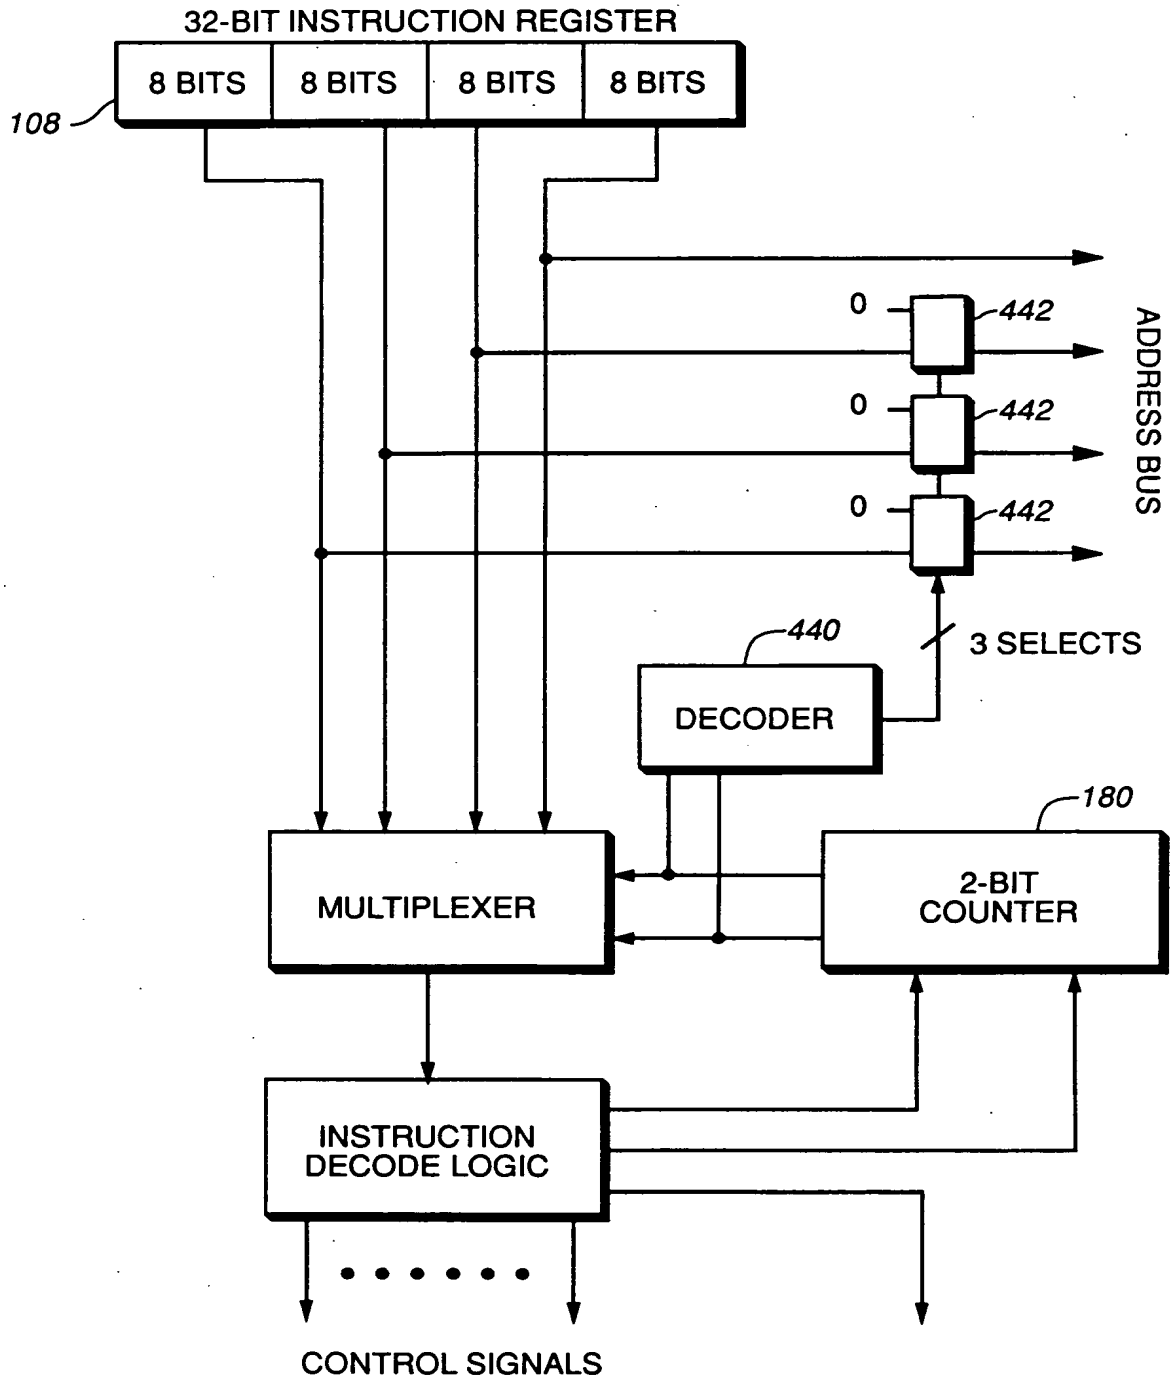 32-BIT INSTRUCTION REGISTER
8 BITS 8 BITS 8 BITS 8 BITS
108
0
442
0
442
0
442
ADDRESS BUS
3 SELECTS
440
DECODER
180
2-BIT
COUNTER
MULTIPLEXER
INSTRUCTION
DECODE LOGIC
CONTROL SIGNALS